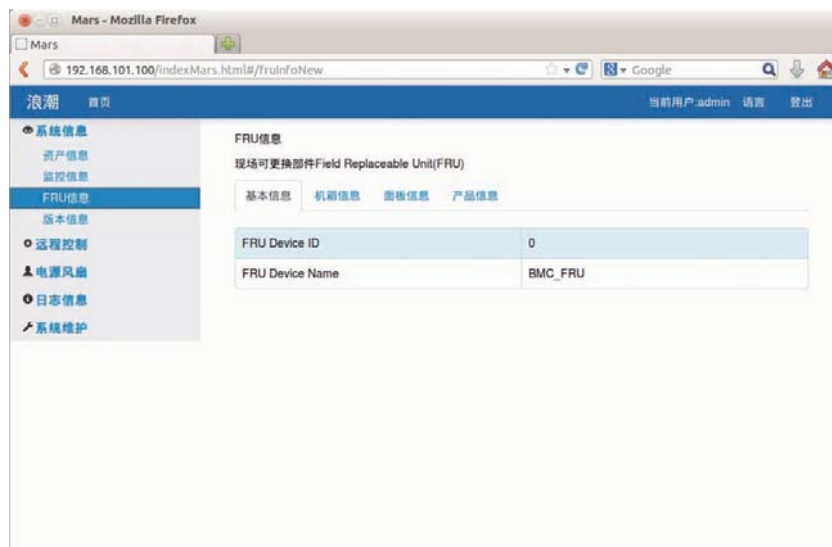 Mars - Mozilla Firefox
Mars
192.168.101.100/indexMars.html#/fruInfoNew
Google
浪潮 首页 当前用户:admin 语言 登出
系统信息
资产信息
监控信息
FRU信息
版本信息
远程控制
电源风扇
日志信息
系统维护
FRU信息
现场可更换部件Field Replaceable Unit(FRU)
基本信息 机箱信息 面板信息 产品信息
FRU Device ID 0
FRU Device Name BMC_FRU